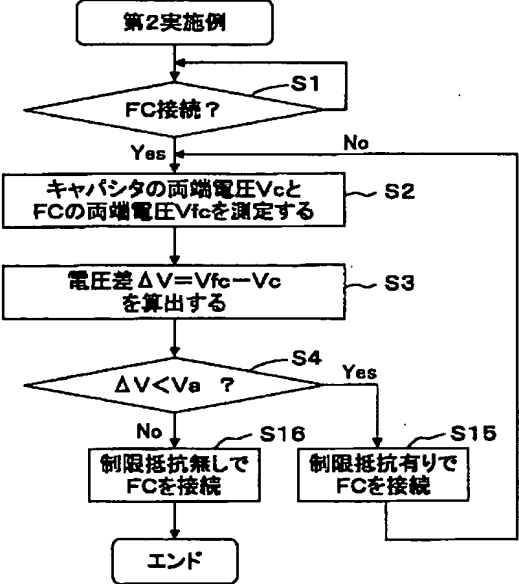 第2実施例
S1
FC接続？
Yes
No
キャパシタの両端電圧Vcと
FCの両端電圧Vfcを測定する
S2
電圧差ΔV＝Vfc−Vc
を算出する
S3
S4
ΔV＜Va ？
Yes
No
S16
制限抵抗無しで
FCを接続
S15
制限抵抗有りで
FCを接続
エンド